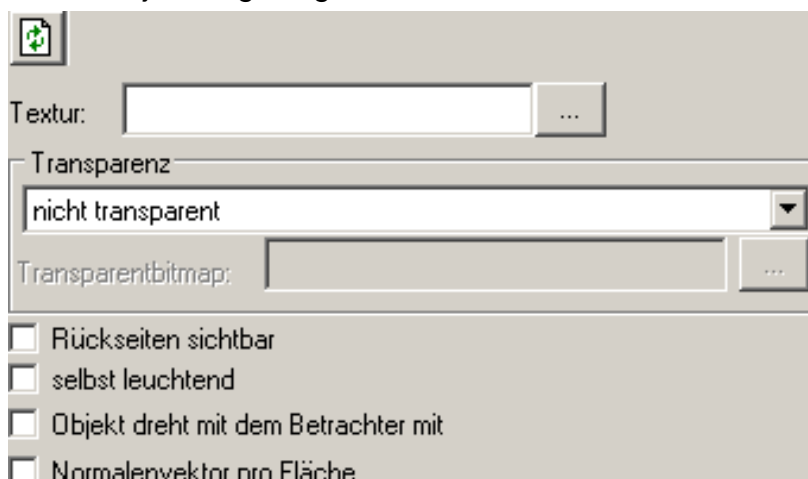 Textur:
...
Transparenz
nicht transparent
Transparentbitmap:
...
Rückseiten sichtbar
selbst leuchtend
Objekt dreht mit dem Betrachter mit
Normalenvektor pro Fläche